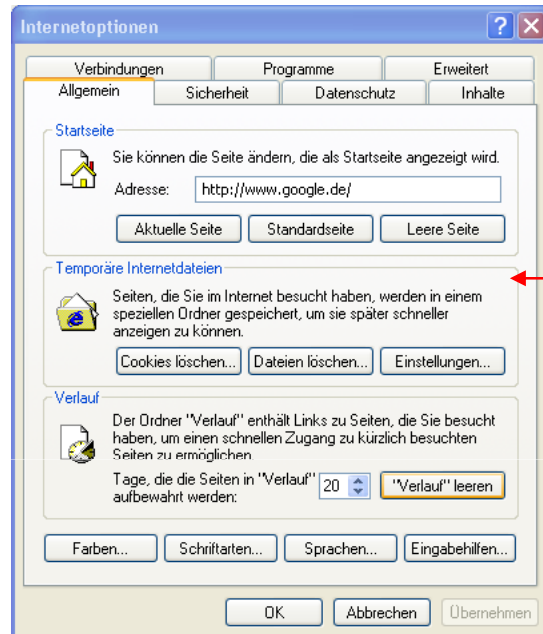 Internetoptionen
Verbindungen Programme Erweitert
Allgemein Sicherheit Datenschutz Inhalte
Startseite
Sie können die Seite ändern, die als Startseite angezeigt wird.
Adresse: http://www.google.de/
Aktuelle Seite Standardseite Leere Seite
Temporäre Internetdateien
Seiten, die Sie im Internet besucht haben, werden in einem
speziellen Ordner gespeichert, um sie später schneller
anzeigen zu können.
Cookies löschen... Dateien löschen... Einstellungen...
Verlauf
Der Ordner "Verlauf" enthält Links zu Seiten, die Sie besucht
haben, um einen schnellen Zugang zu kürzlich besuchten
Seiten zu ermöglichen.
Tage, die die Seiten in "Verlauf" 20 "Verlauf" leeren
aufbewahrt werden:
Farben... Schriftarten... Sprachen... Eingabehilfen...
OK Abbrechen Übernehmen